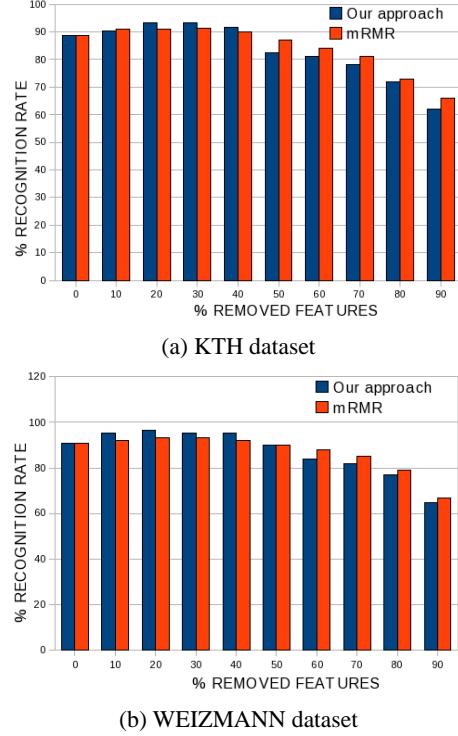 100
90
80
70
60
50
40
30
20
10
0
% RECOGNITION RATE
Our approach
mRMR
0 10 20 30 40 50 60 70 80 90
% REMOVED FEATURES
(a) KTH dataset
120
100
80
60
40
20
0
% RECOGNITION RATE
Our approach
mRMR
0 10 20 30 40 50 60 70 80 90
% REMOVED FEATURES
(b) WEIZMANN dataset